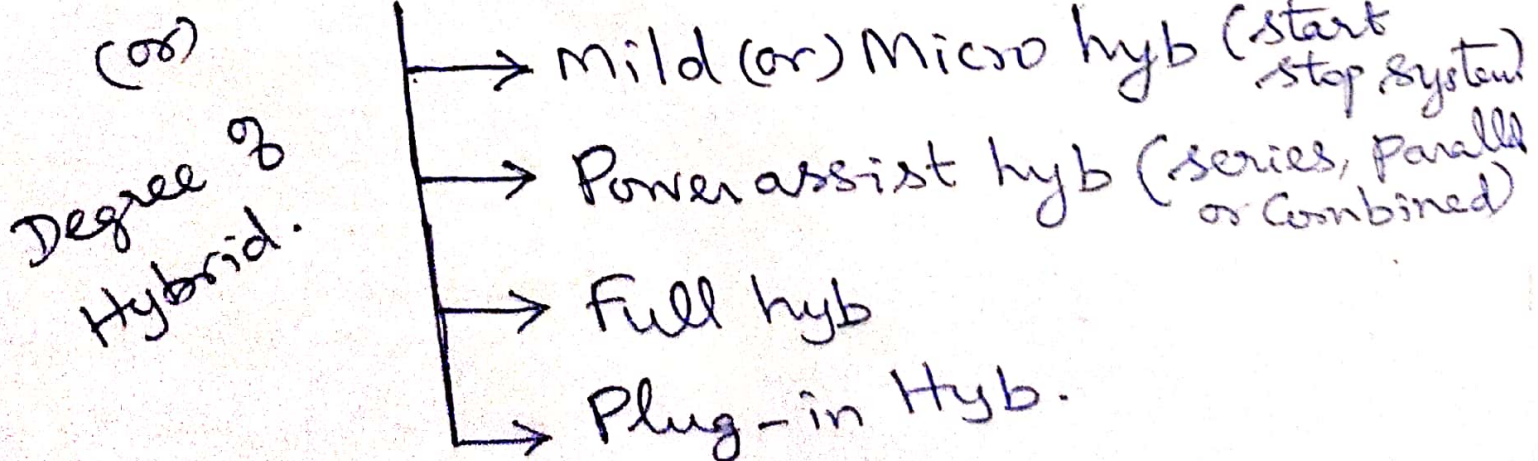 (or)
Degree of
Hybrid.
→ Mild (or) Micro hyb (start
stop system)
→ Power assist hyb (series, parallel
or Combined)
→ Full hyb
→ Plug-in Hyb.